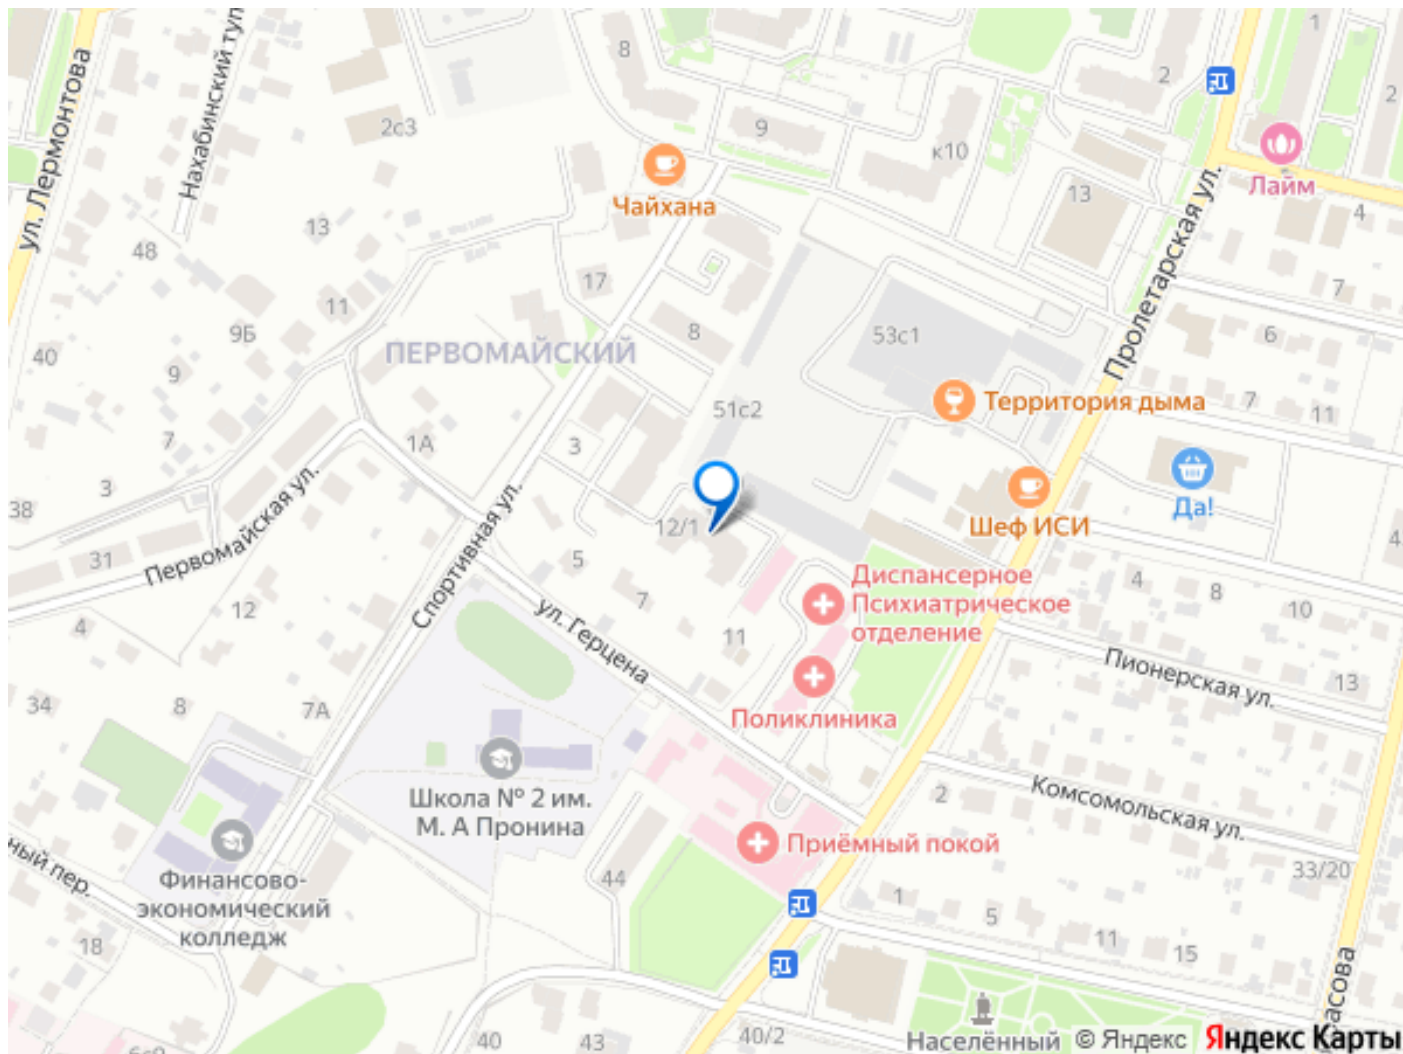 ул. Лермонтова
Нахабинский туп
8
2
1
2
2с3
9
к10
Чайхана
13
Лайм
4
13
48
Пролетарская ул.
17
7
11
9Б
8
53с1
6
ПЕРВОМАЙСКИЙ
40
9
51с2
Территория дыма
7
11
7
1А
3
3
38
Первомайская ул.
Спортивная ул.
12/1
Шеф ИСИ
Да!
4
31
5
Диспансерное
Психиатрическое
отделение
4
8
10
12
7
ул. Герцена
4
11
Пионерская ул.
13
34
8
7А
Поликлиника
Школа № 2 им.
М. А Пронина
2
Комсомольская ул.
Приёмный покой
ный пер.
Финансово-
экономический
колледж
44
33/20
1
5
11
15
18
асова
40
43
40/2
Населённый
© Яндекс
Яндекс Карты